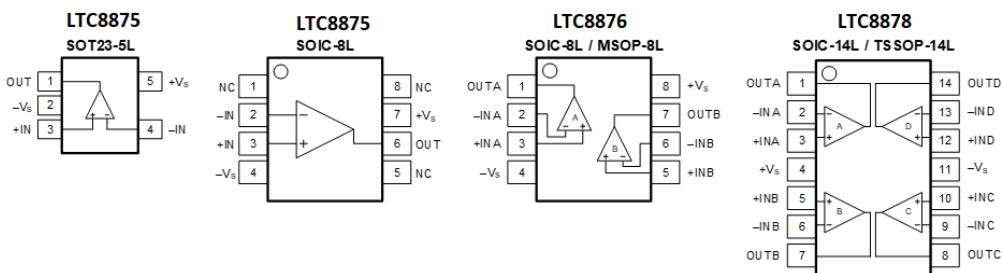 LTC8875
SOT23-5L
OUT 1 5 +VS
–VS 2
+ –
+IN 3 4 –IN
LTC8875
SOIC-8L
NC 1 8 NC
–IN 2 – 7 +VS
+IN 3 + 6 OUT
–VS 4 5 NC
LTC8876
SOIC-8L / MSOP-8L
OUTA 1 8 +VS
–INA 2 A 7 OUTB
– +
+INA 3 B 6 –INB
+ –
–VS 4 5 +INB
LTC8878
SOIC-14L / TSSOP-14L
OUTA 1 14 OUTD
–INA 2 – A D – 13 –IND
+INA 3 + + 12 +IND
+VS 4 11 –VS
+INB 5 + + 10 +INC
–INB 6 – B C – 9 –INC
OUTB 7 8 OUTC